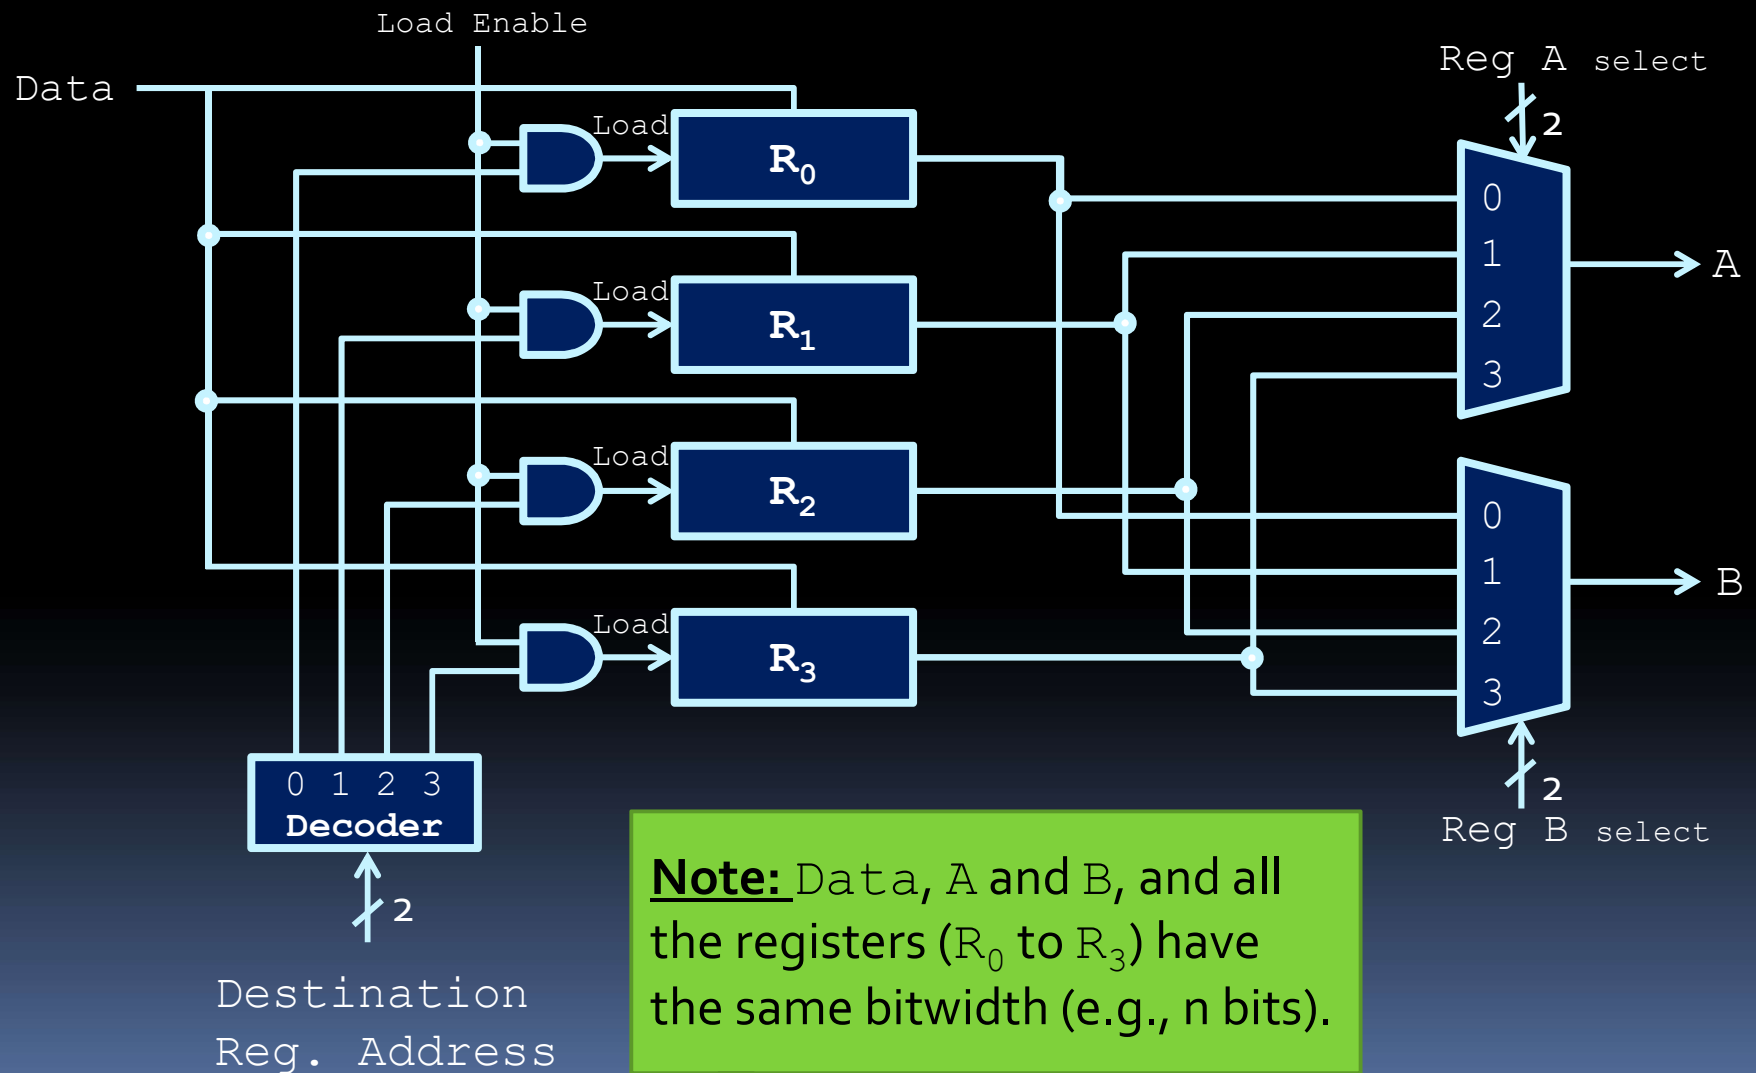 Load Enable
Data
Reg A select
2
Load
R0
0
1
2
3
A
Load
R1
Load
R2
0
1
2
3
B
Load
R3
2
Reg B select
0 1 2 3
Decoder
2
Destination
Reg. Address
Note: Data, A and B, and all
the registers (R0 to R3) have
the same bitwidth (e.g., n bits).